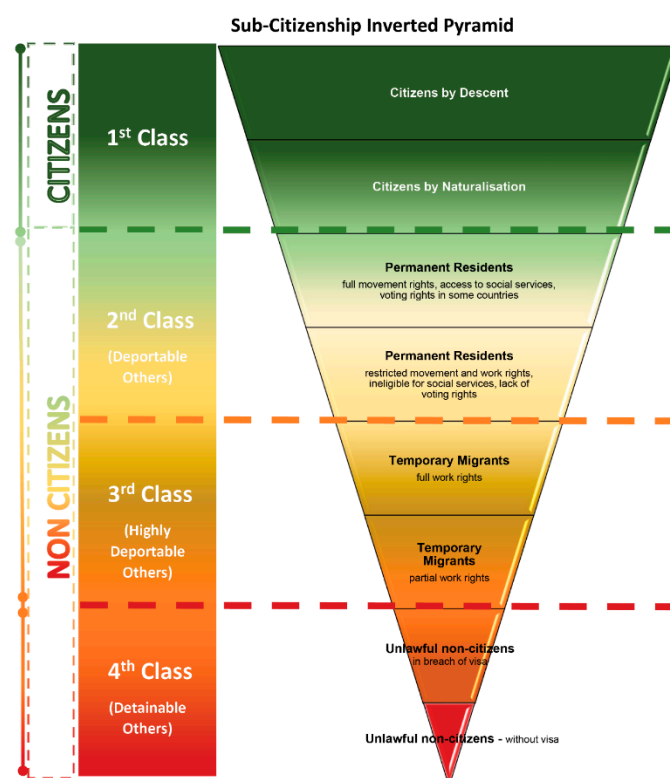 Sub-Citizenship Inverted Pyramid
CITIZENS
1st Class
Citizens by Descent
Citizens by Naturalisation
NON CITIZENS
2nd Class
(Deportable
Others)
Permanent Residents
full movement rights, access to social services,
voting rights in some countries
Permanent Residents
restricted movement and work rights,
ineligible for social services, lack of
voting rights
3rd Class
(Highly
Deportable
Others)
Temporary Migrants
full work rights
Temporary
Migrants
partial work rights
4th Class
(Detainable
Others)
Unlawful non-citizens
in breach of visa
Unlawful non-citizens - without visa